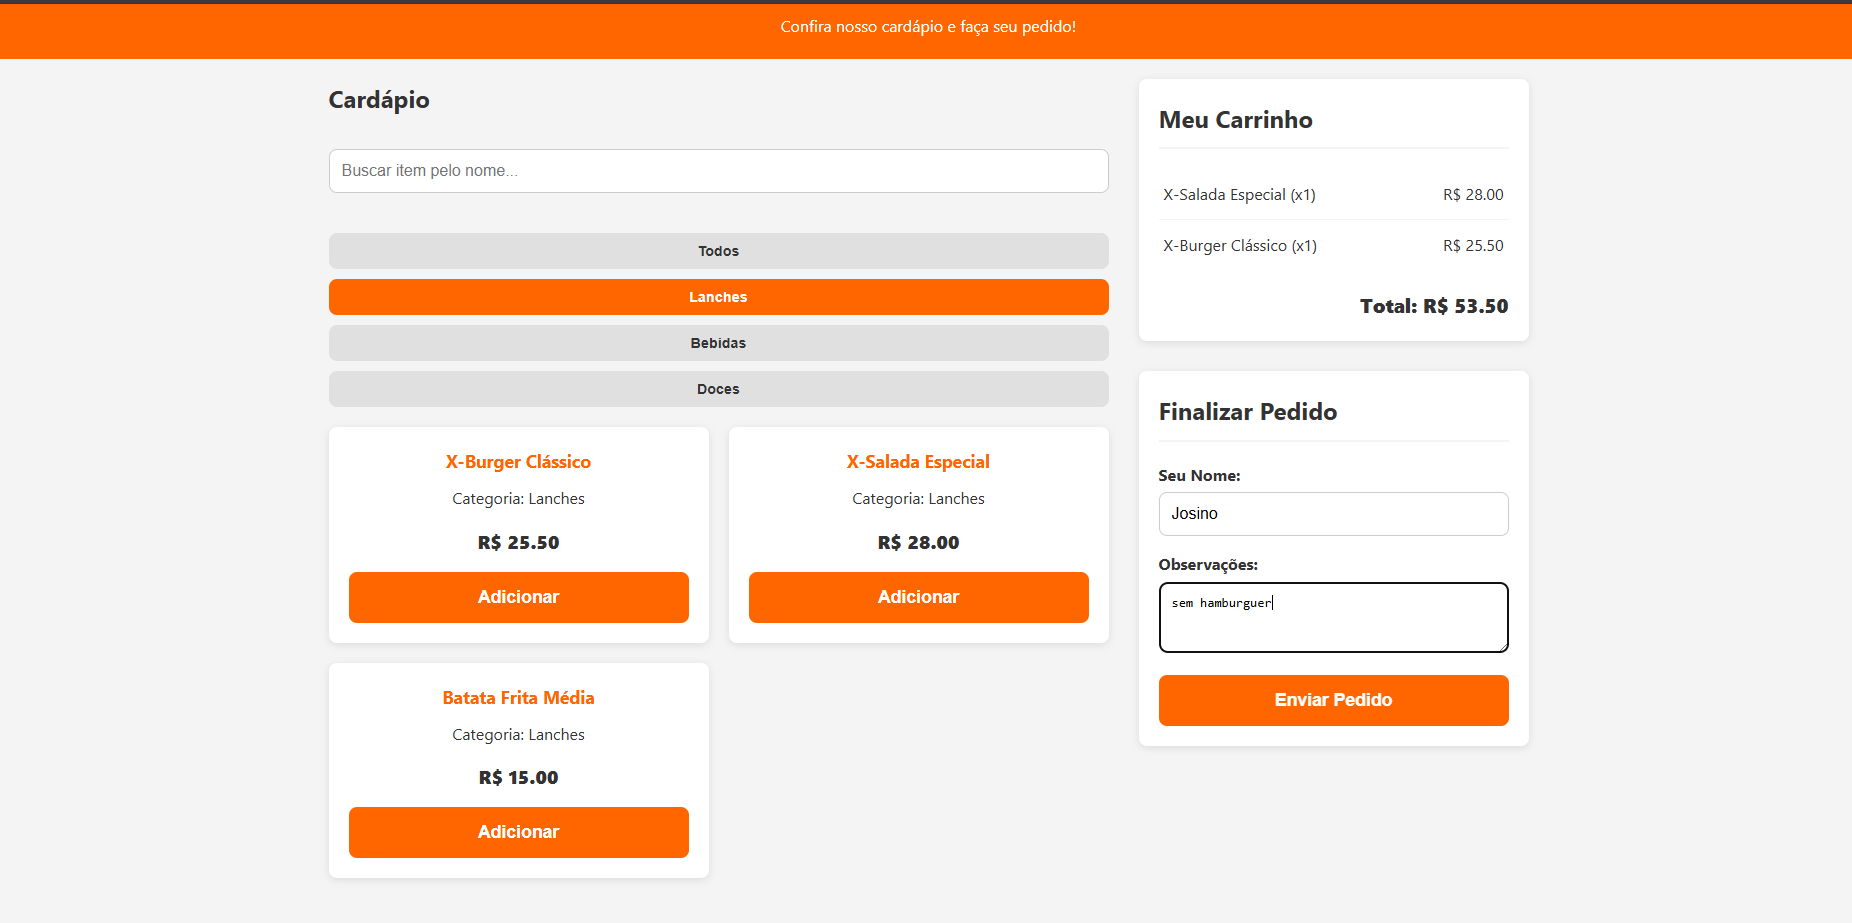 Confira nosso cardápio e faça seu pedido!
Cardápio
Buscar item pelo nome...
Todos
Lanches
Bebidas
Doces
X-Burger Clássico
Categoria: Lanches
R$ 25.50
Adicionar
X-Salada Especial
Categoria: Lanches
R$ 28.00
Adicionar
Batata Frita Média
Categoria: Lanches
R$ 15.00
Adicionar
Meu Carrinho
X-Salada Especial (x1) R$ 28.00
X-Burger Clássico (x1) R$ 25.50
Total: R$ 53.50
Finalizar Pedido
Seu Nome:
Josino
Observações:
sem hamburguer
Enviar Pedido